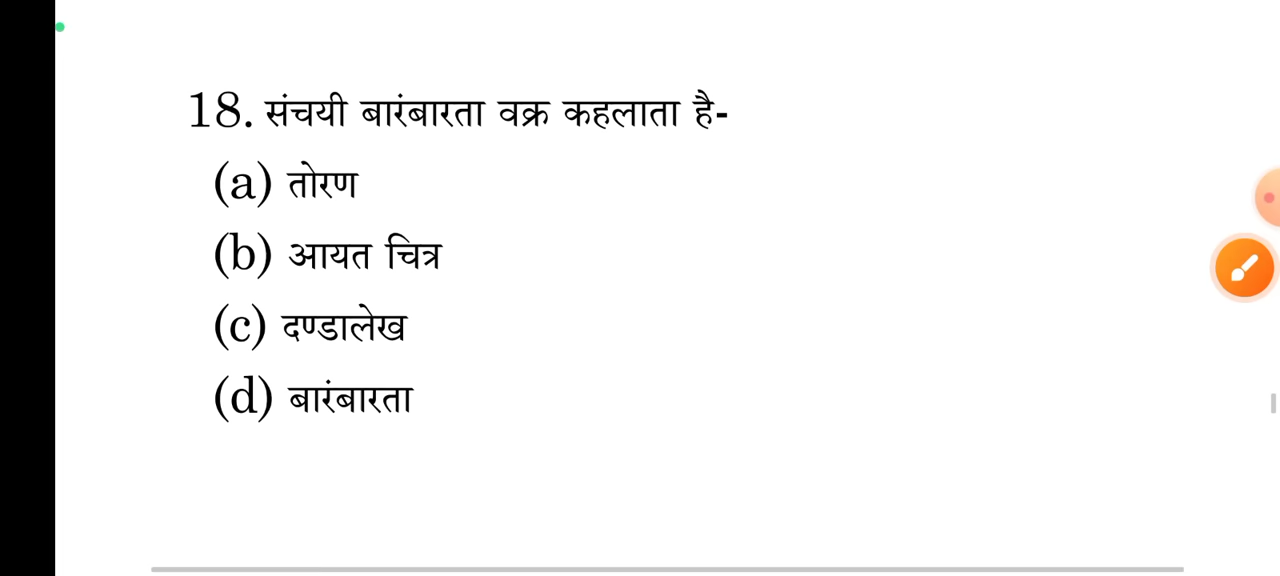 18. संचयी बारंबारता वक्र कहलाता है-
(a) तोरण
(b) आयत चित्र
(c) दण्डालेख
(d) बारंबारता